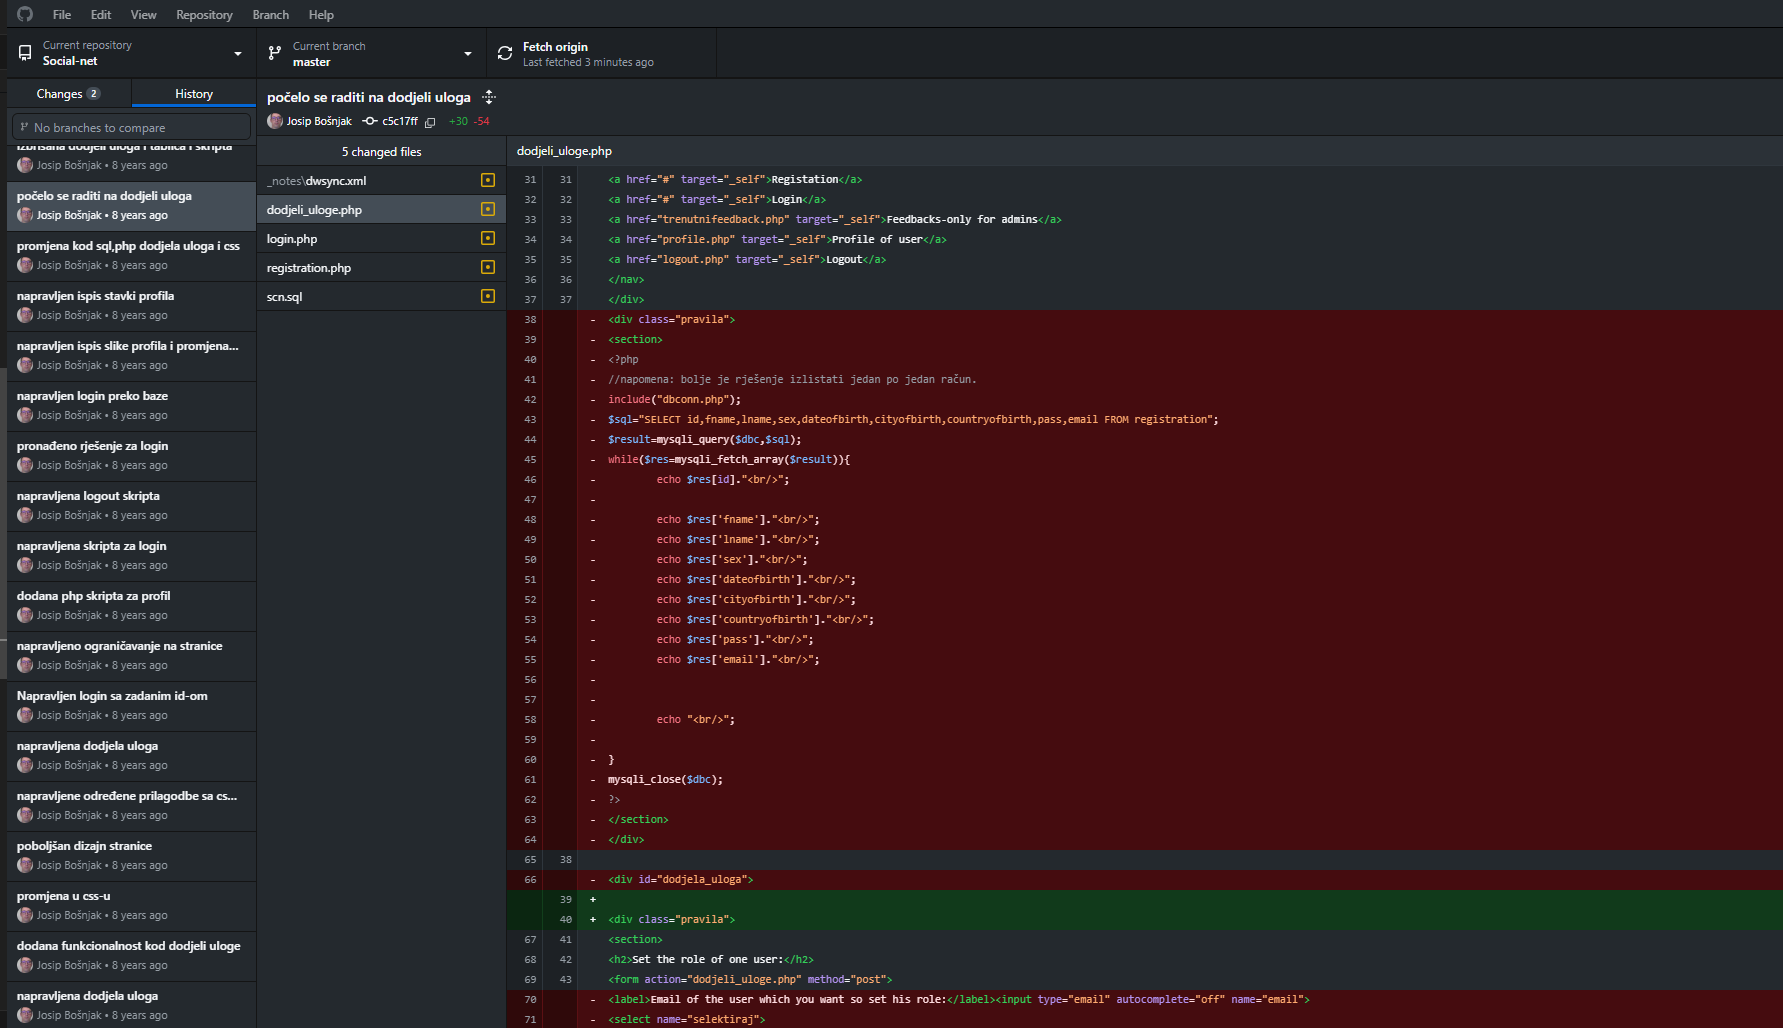 File Edit View Repository Branch Help
Current repository
Social-net
Current branch
master
Fetch origin
Last fetched 3 minutes ago
Changes 2
History
No branches to compare
izbrisana dodjeli uloga i tablica i skripta
Josip Bošnjak • 8 years ago
počelo se raditi na dodjeli uloga
Josip Bošnjak • 8 years ago
promjena kod sql,php dodjela uloga i css
Josip Bošnjak • 8 years ago
napravljen ispis stavki profila
Josip Bošnjak • 8 years ago
napravljen ispis slike profila i promjena...
Josip Bošnjak • 8 years ago
napravljen login preko baze
Josip Bošnjak • 8 years ago
pronađeno rješenje za login
Josip Bošnjak • 8 years ago
napravljena logout skripta
Josip Bošnjak • 8 years ago
napravljena skripta za login
Josip Bošnjak • 8 years ago
dodana php skripta za profil
Josip Bošnjak • 8 years ago
napravljeno ograničavanje na stranice
Josip Bošnjak • 8 years ago
Napravljen login sa zadanim id-om
Josip Bošnjak • 8 years ago
napravljena dodjela uloga
Josip Bošnjak • 8 years ago
napravljene određene prilagodbe sa cs...
Josip Bošnjak • 8 years ago
poboljšan dizajn stranice
Josip Bošnjak • 8 years ago
promjena u css-u
Josip Bošnjak • 8 years ago
dodana funkcionalnost kod dodjeli uloge
Josip Bošnjak • 8 years ago
napravljena dodjela uloga
Josip Bošnjak • 8 years ago
počelo se raditi na dodjeli uloga
Josip Bošnjak c5c17ff +30 -54
5 changed files
_notes\dwsync.xml
dodjeli_uloge.php
login.php
registration.php
scn.sql
dodjeli_uloge.php
31 31 <a href="#" target="_self">Registation</a>
32 32 <a href="#" target="_self">Login</a>
33 33 <a href="trenutnifeedback.php" target="_self">Feedbacks-only for admins</a>
34 34 <a href="profile.php" target="_self">Profile of user</a>
35 35 <a href="logout.php" target="_self">Logout</a>
36 36 </nav>
37 37 </div>
38 - <div class="pravila">
39 - <section>
40 - <?php
41 - //napomena: bolje je rješenje izlistati jedan po jedan račun.
42 - include("dbconn.php");
43 - $sql="SELECT id,fname,lname,sex,dateofbirth,cityofbirth,countryofbirth,pass,email FROM registration";
44 - $result=mysqli_query($dbc,$sql);
45 - while($res=mysqli_fetch_array($result)){
46 - echo $res[id]."<br/>";
47 -
48 - echo $res['fname']."<br/>";
49 - echo $res['lname']."<br/>";
50 - echo $res['sex']."<br/>";
51 - echo $res['dateofbirth']."<br/>";
52 - echo $res['cityofbirth']."<br/>";
53 - echo $res['countryofbirth']."<br/>";
54 - echo $res['pass']."<br/>";
55 - echo $res['email']."<br/>";
56 -
57 -
58 - echo "<br/>";
59 -
60 - }
61 - mysqli_close($dbc);
62 - ?>
63 - </section>
64 - </div>
65 38
66 - <div id="dodjela_uloga">
39 +
40 + <div class="pravila">
67 41 <section>
68 42 <h2>Set the role of one user:</h2>
69 43 <form action="dodjeli_uloge.php" method="post">
70 - <label>Email of the user which you want so set his role:</label><input type="email" autocomplete="off" name="email">
71 - <select name="selektiraj">